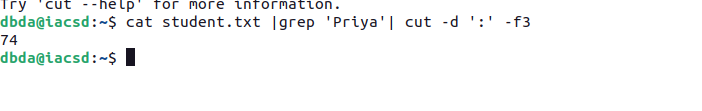 Try 'cut --help' for more information.
dbda@iacsd:~$ cat student.txt |grep 'Priya'| cut -d ':' -f3
74
dbda@iacsd:~$